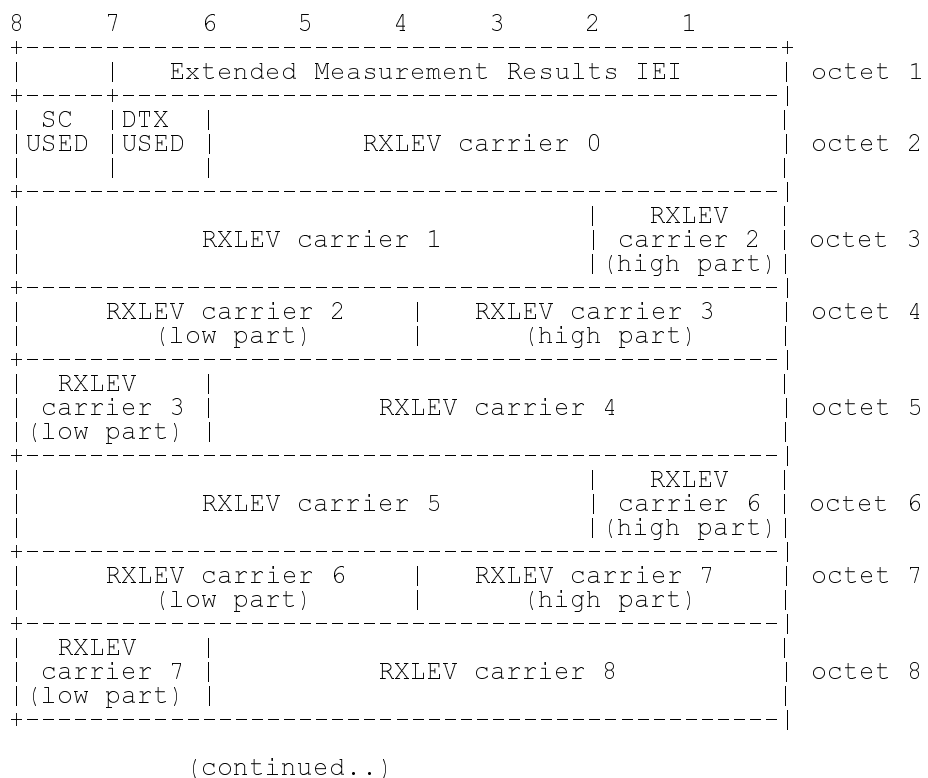 8 7 6 5 4 3 2 1
Extended Measurement Results IEI octet 1
SC DTX
USED USED RXLEV carrier 0 octet 2
RXLEV
RXLEV carrier 1 carrier 2 octet 3
(high part)
RXLEV carrier 2 RXLEV carrier 3 octet 4
(low part) (high part)
RXLEV
carrier 3 RXLEV carrier 4 octet 5
(low part)
RXLEV
RXLEV carrier 5 carrier 6 octet 6
(high part)
RXLEV carrier 6 RXLEV carrier 7 octet 7
(low part) (high part)
RXLEV
carrier 7 RXLEV carrier 8 octet 8
(low part)
(continued..)